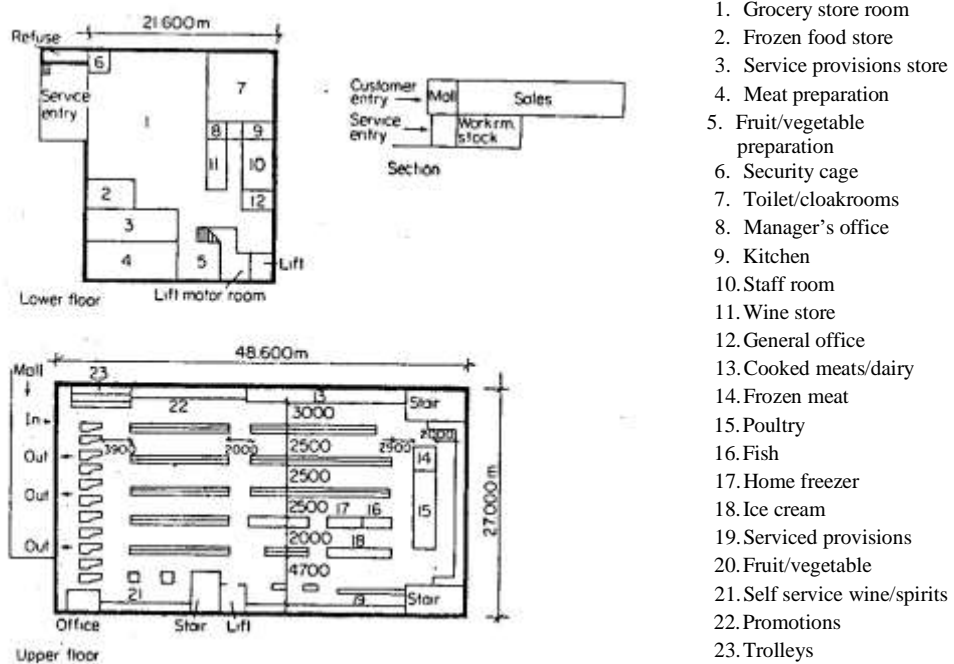 21.600m
Refuse
6
7
Service
entry
1
8
9
11
10
2
12
3
4
5
Lift
Lift motor room
Lower floor
Customer
entry
Mall
Sales
Service
entry
Workrm.
stock
Section
48.600m
Mall
23
13
Stair
22
3000
In
3900
2000
2500
2900
2000
Out
14
2500
Out
2500
17
16
15
27.000m
2000
18
Out
4700
21
19
Stair
Office
Stair
Lift
Upper floor
1. Grocery store room
2. Frozen food store
3. Service provisions store
4. Meat preparation
5. Fruit/vegetable
preparation
6. Security cage
7. Toilet/cloakrooms
8. Manager’s office
9. Kitchen
10. Staff room
11. Wine store
12. General office
13. Cooked meats/dairy
14. Frozen meat
15. Poultry
16. Fish
17. Home freezer
18. Ice cream
19. Serviced provisions
20. Fruit/vegetable
21. Self service wine/spirits
22. Promotions
23. Trolleys